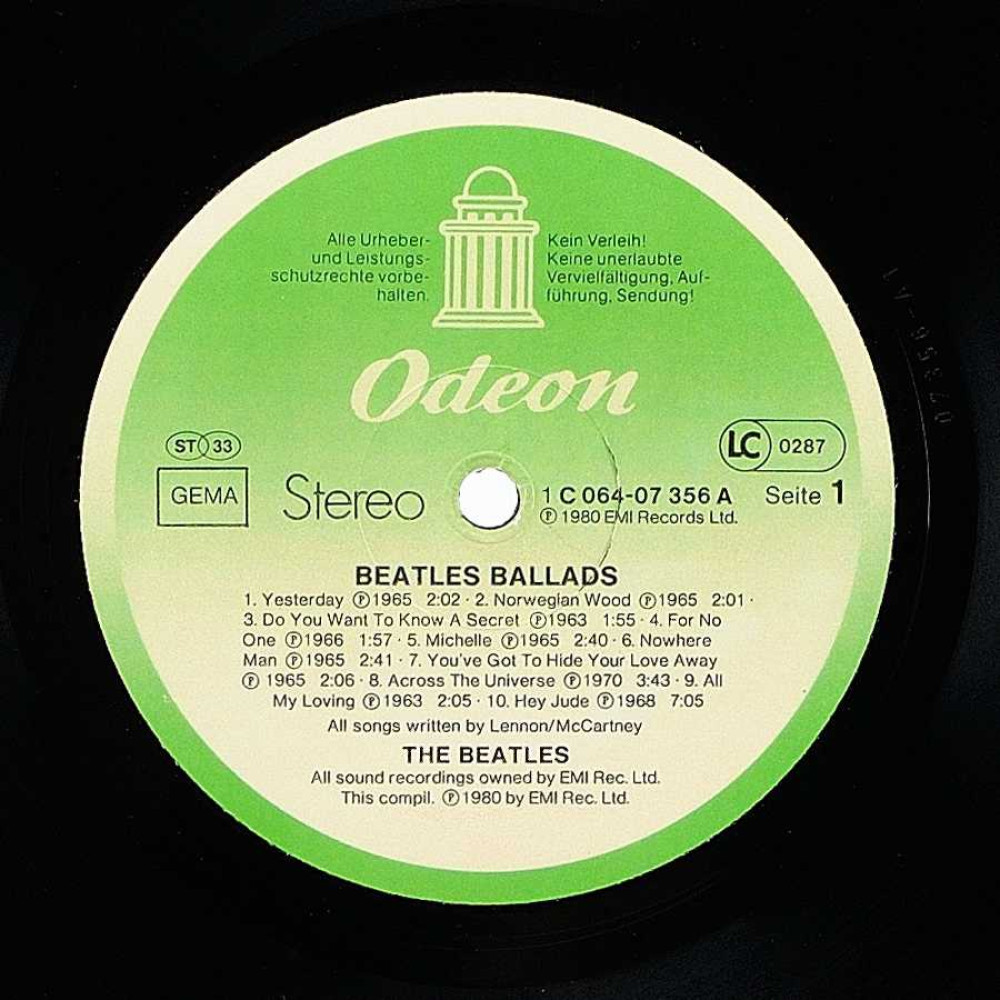 Alle Urheber-
und Leistungs-
schutzrechte vorbe-
halten.
Kein Verleih!
Keine unerlaubte
Vervielfältigung, Auf-
führung, Sendung!
Odeon
ST 33
GEMA
Stereo
1 C 064-07 356 A
℗ 1980 EMI Records Ltd.
LC 0287
Seite 1
BEATLES BALLADS
1. Yesterday ℗ 1965 2:02 · 2. Norwegian Wood ℗ 1965 2:01 ·
3. Do You Want To Know A Secret ℗ 1963 1:55 · 4. For No
One ℗ 1966 1:57 · 5. Michelle ℗ 1965 2:40 · 6. Nowhere
Man ℗ 1965 2:41 · 7. You've Got To Hide Your Love Away
℗ 1965 2:06 · 8. Across The Universe ℗ 1970 3:43 · 9. All
My Loving ℗ 1963 2:05 · 10. Hey Jude ℗ 1968 7:05
All songs written by Lennon/McCartney
THE BEATLES
All sound recordings owned by EMI Rec. Ltd.
This compil. ℗ 1980 by EMI Rec. Ltd.
07356-A1